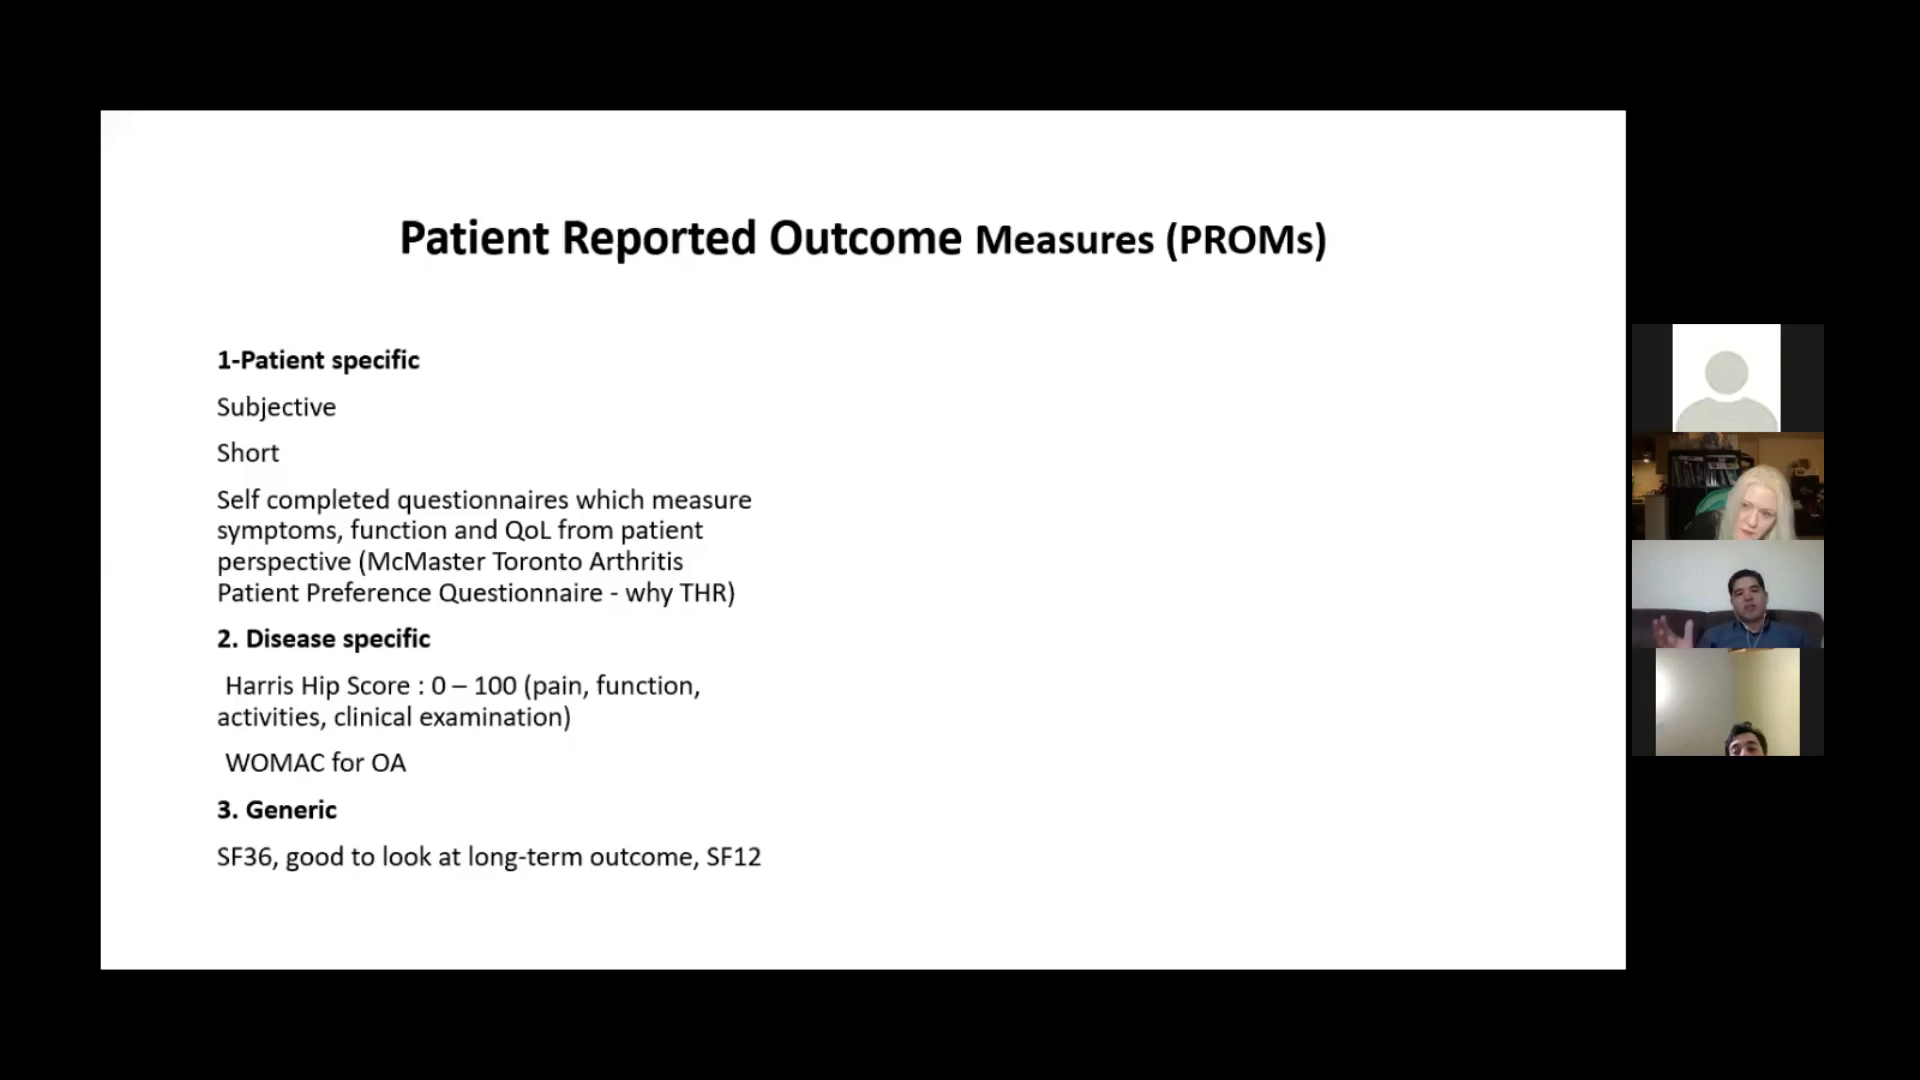 Patient Reported Outcome Measures (PROMs)
1-Patient specific
Subjective
Short
Self completed questionnaires which measure
symptoms, function and QoL from patient
perspective (McMaster Toronto Arthritis
Patient Preference Questionnaire - why THR)
2. Disease specific
Harris Hip Score : 0 – 100 (pain, function,
activities, clinical examination)
WOMAC for OA
3. Generic
SF36, good to look at long-term outcome, SF12